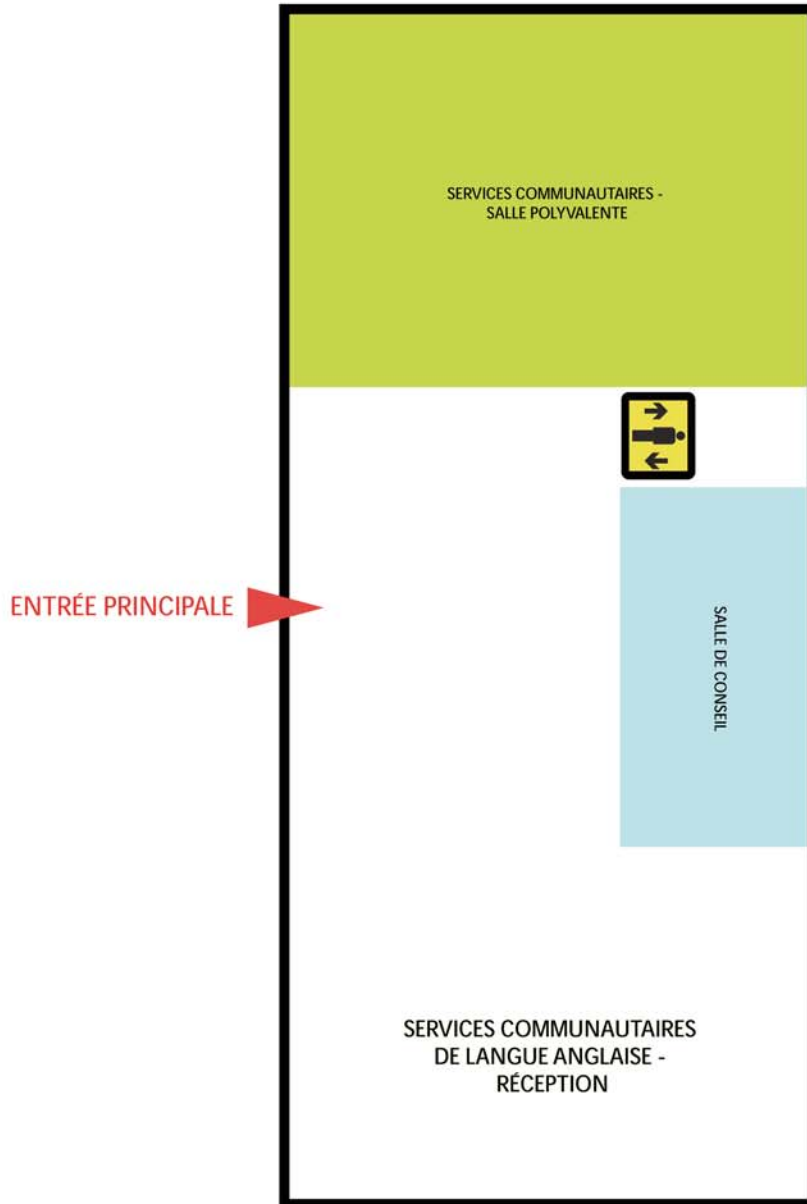 SERVICES COMMUNAUTAIRES -
SALLE POLYVALENTE
ENTRÉE PRINCIPALE
SALLE DE CONSEIL
SERVICES COMMUNAUTAIRES
DE LANGUE ANGLAISE -
RÉCEPTION